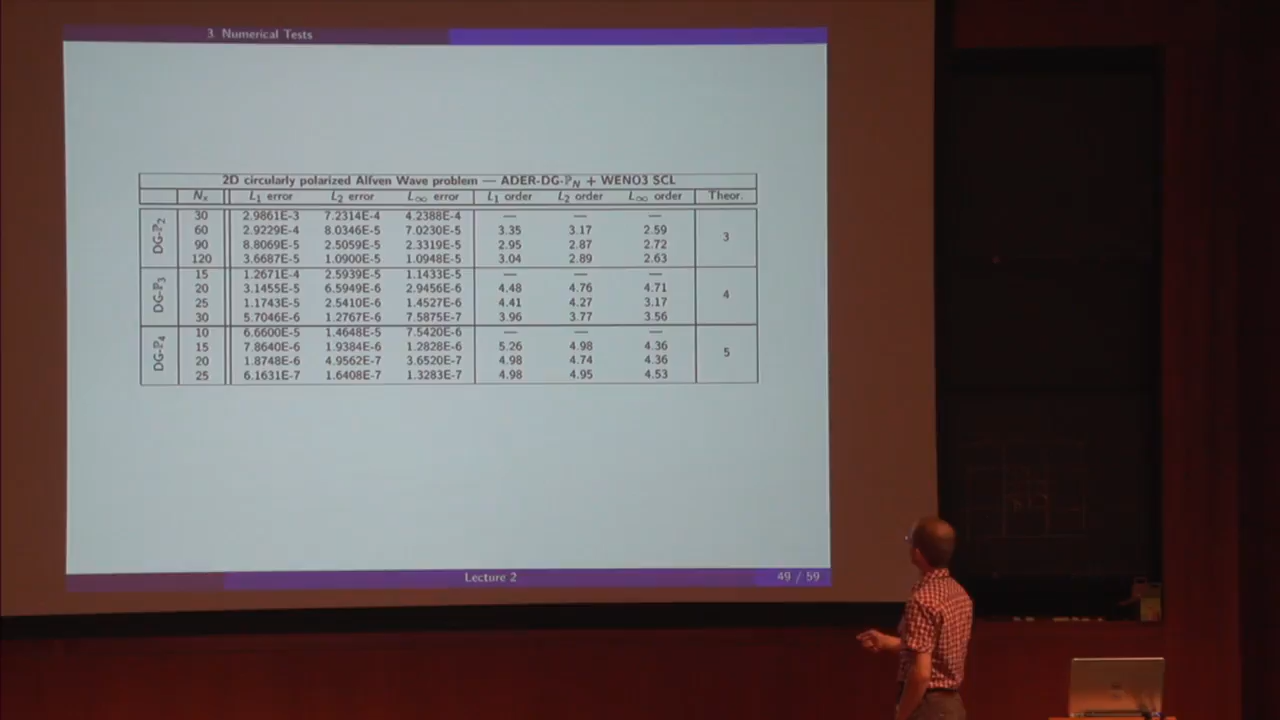 3. Numerical Tests
2D circularly polarized Alfven Wave problem — ADER-DG-ℙN + WENO3 SCL
Nx L1 error L2 error L∞ error L1 order L2 order L∞ order Theor.
DG-ℙ2
30 2.9861E-3 7.2314E-4 4.2388E-4 — — —
60 2.9229E-4 8.0346E-5 7.0230E-5 3.35 3.17 2.59
3
90 8.8069E-5 2.5059E-5 2.3319E-5 2.95 2.87 2.72
120 3.6687E-5 1.0900E-5 1.0948E-5 3.04 2.89 2.63
DG-ℙ3
15 1.2671E-4 2.5939E-5 1.1433E-5 — — —
20 3.1455E-5 6.5949E-6 2.9456E-6 4.48 4.76 4.71
4
25 1.1743E-5 2.5410E-6 1.4527E-6 4.41 4.27 3.17
30 5.7046E-6 1.2767E-6 7.5875E-7 3.96 3.77 3.56
DG-ℙ4
10 6.6600E-5 1.4648E-5 7.5420E-6 — — —
15 7.8640E-6 1.9384E-6 1.2828E-6 5.26 4.98 4.36
5
20 1.8748E-6 4.9562E-7 3.6520E-7 4.98 4.74 4.36
25 6.1631E-7 1.6408E-7 1.3283E-7 4.98 4.95 4.53
Lecture 2 49 / 59